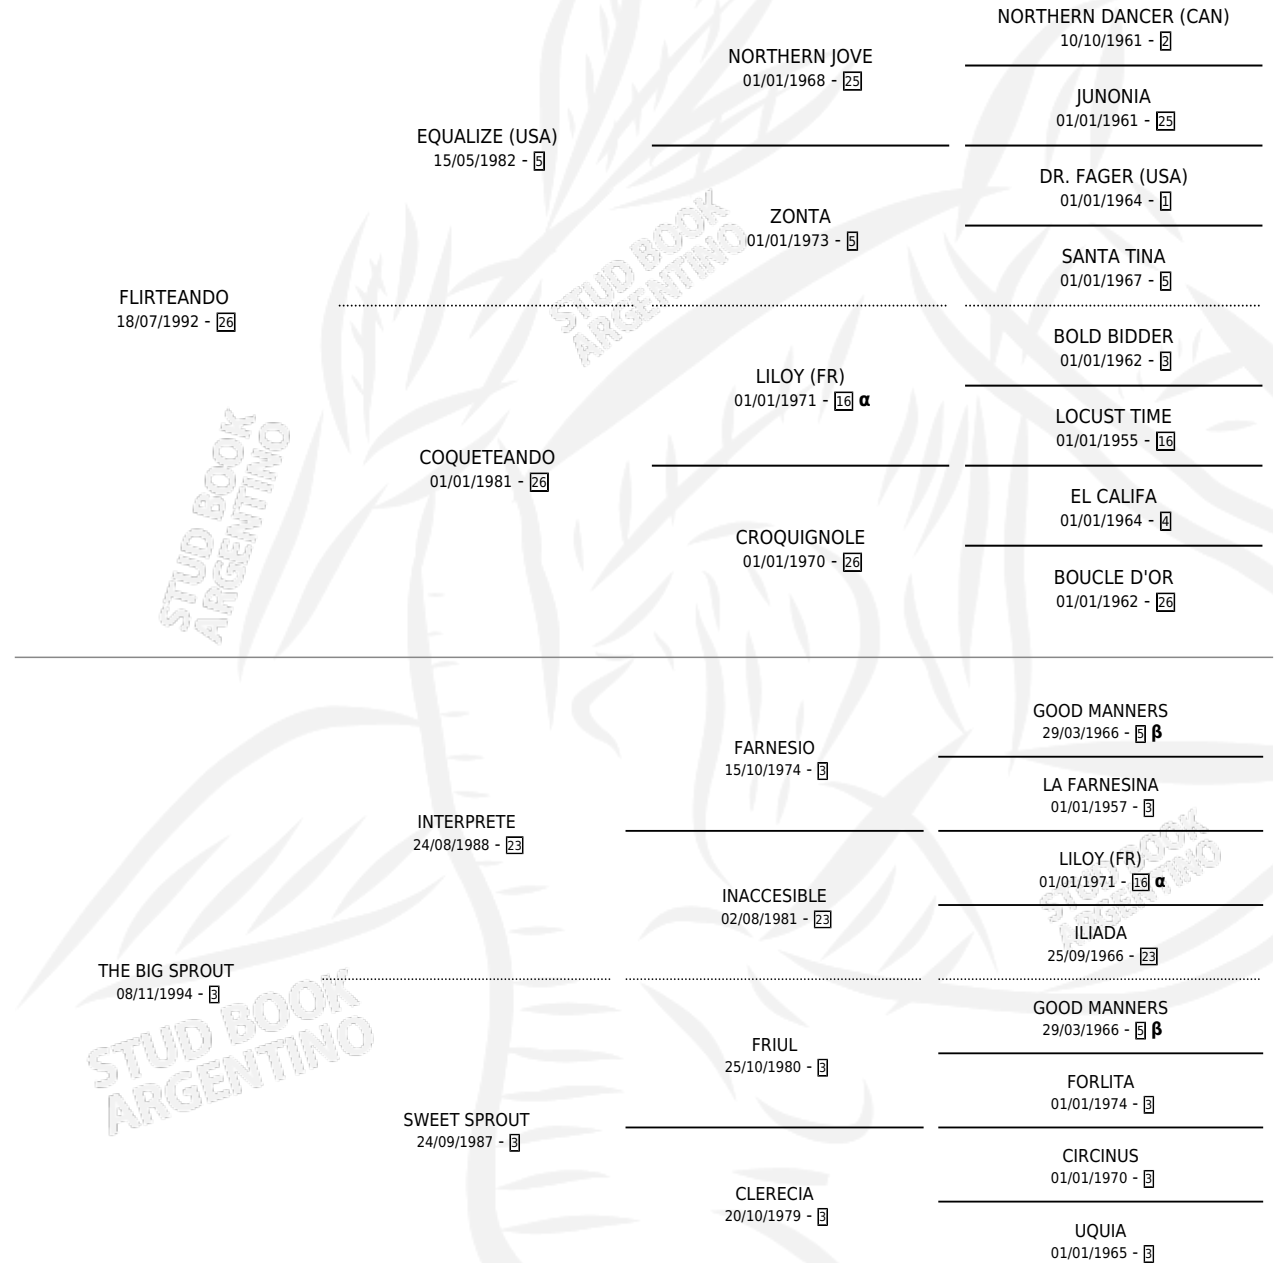 NORTHERN DANCER (CAN)
10/10/1961 - 2
NORTHERN JOVE
01/01/1968 - 25
JUNONIA
01/01/1961 - 25
EQUALIZE (USA)
15/05/1982 - 5
DR. FAGER (USA)
01/01/1964 - 1
ZONTA
01/01/1973 - 5
SANTA TINA
01/01/1967 - 5
FLIRTEANDO
18/07/1992 - 26
BOLD BIDDER
01/01/1962 - 3
LILOY (FR)
01/01/1971 - 16 α
LOCUST TIME
01/01/1955 - 16
COQUETEANDO
01/01/1981 - 26
EL CALIFA
01/01/1964 - 4
CROQUIGNOLE
01/01/1970 - 26
BOUCLE D'OR
01/01/1962 - 26
GOOD MANNERS
29/03/1966 - 5 β
FARNESIO
15/10/1974 - 3
LA FARNESINA
01/01/1957 - 3
INTERPRETE
24/08/1988 - 23
LILOY (FR)
01/01/1971 - 16 α
INACCESIBLE
02/08/1981 - 23
ILIADA
25/09/1966 - 23
THE BIG SPROUT
08/11/1994 - 3
GOOD MANNERS
29/03/1966 - 5 β
FRIUL
25/10/1980 - 3
FORLITA
01/01/1974 - 3
SWEET SPROUT
24/09/1987 - 3
CIRCINUS
01/01/1970 - 3
CLERECIA
20/10/1979 - 3
UQUIA
01/01/1965 - 3
STUD BOOK
ARGENTINO
STUD BOOK
ARGENTINO
STUD BOOK
ARGENTINO
STUD BOOK
ARGENTINO